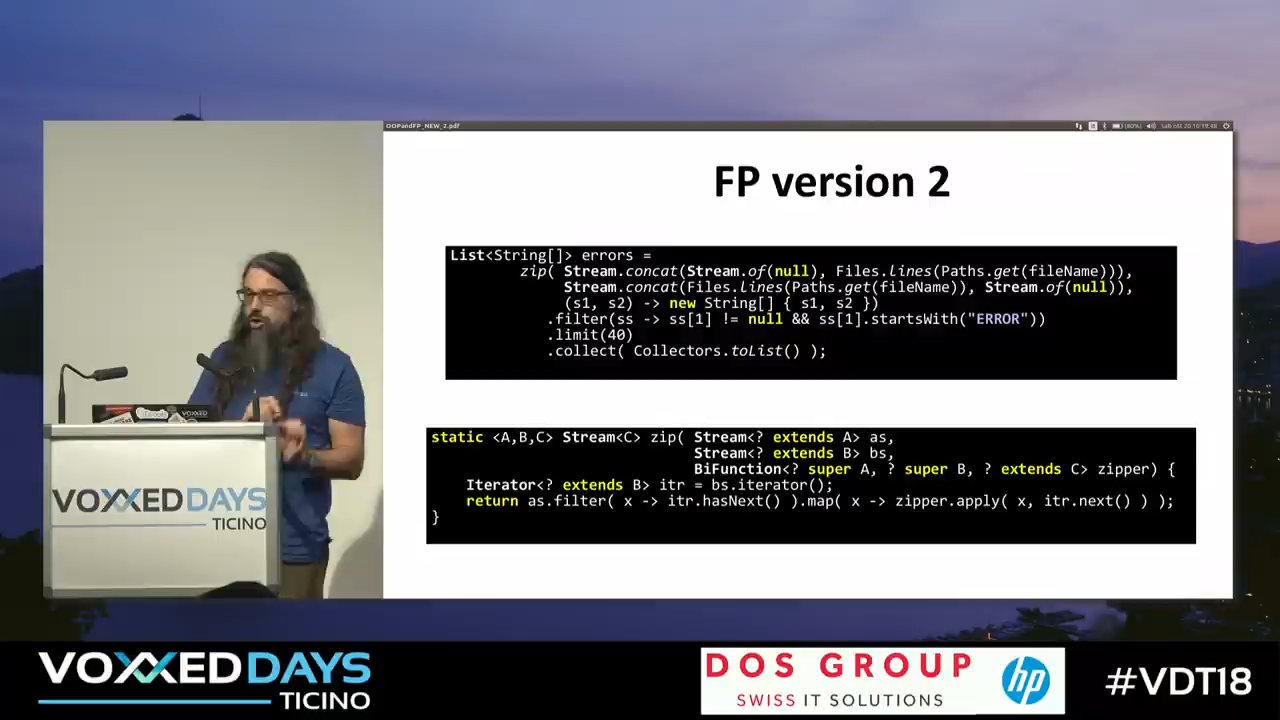 OOPandFP_NEW_2.pdf
FP version 2
List<String[]> errors =
zip( Stream.concat(Stream.of(null), Files.lines(Paths.get(fileName))),
Stream.concat(Files.lines(Paths.get(fileName)), Stream.of(null)),
(s1, s2) -> new String[] { s1, s2 })
.filter(ss -> ss[1] != null && ss[1].startsWith("ERROR"))
.limit(40)
.collect( Collectors.toList() );
static <A,B,C> Stream<C> zip( Stream<? extends A> as,
Stream<? extends B> bs,
BiFunction<? super A, ? super B, ? extends C> zipper) {
Iterator<? extends B> itr = bs.iterator();
return as.filter( x -> itr.hasNext() ).map( x -> zipper.apply( x, itr.next() ) );
}
VOXXED
VOXXED DAYS
TICINO
VOXXED DAYS
TICINO
DOS GROUP
SWISS IT SOLUTIONS
hp
#VDT18